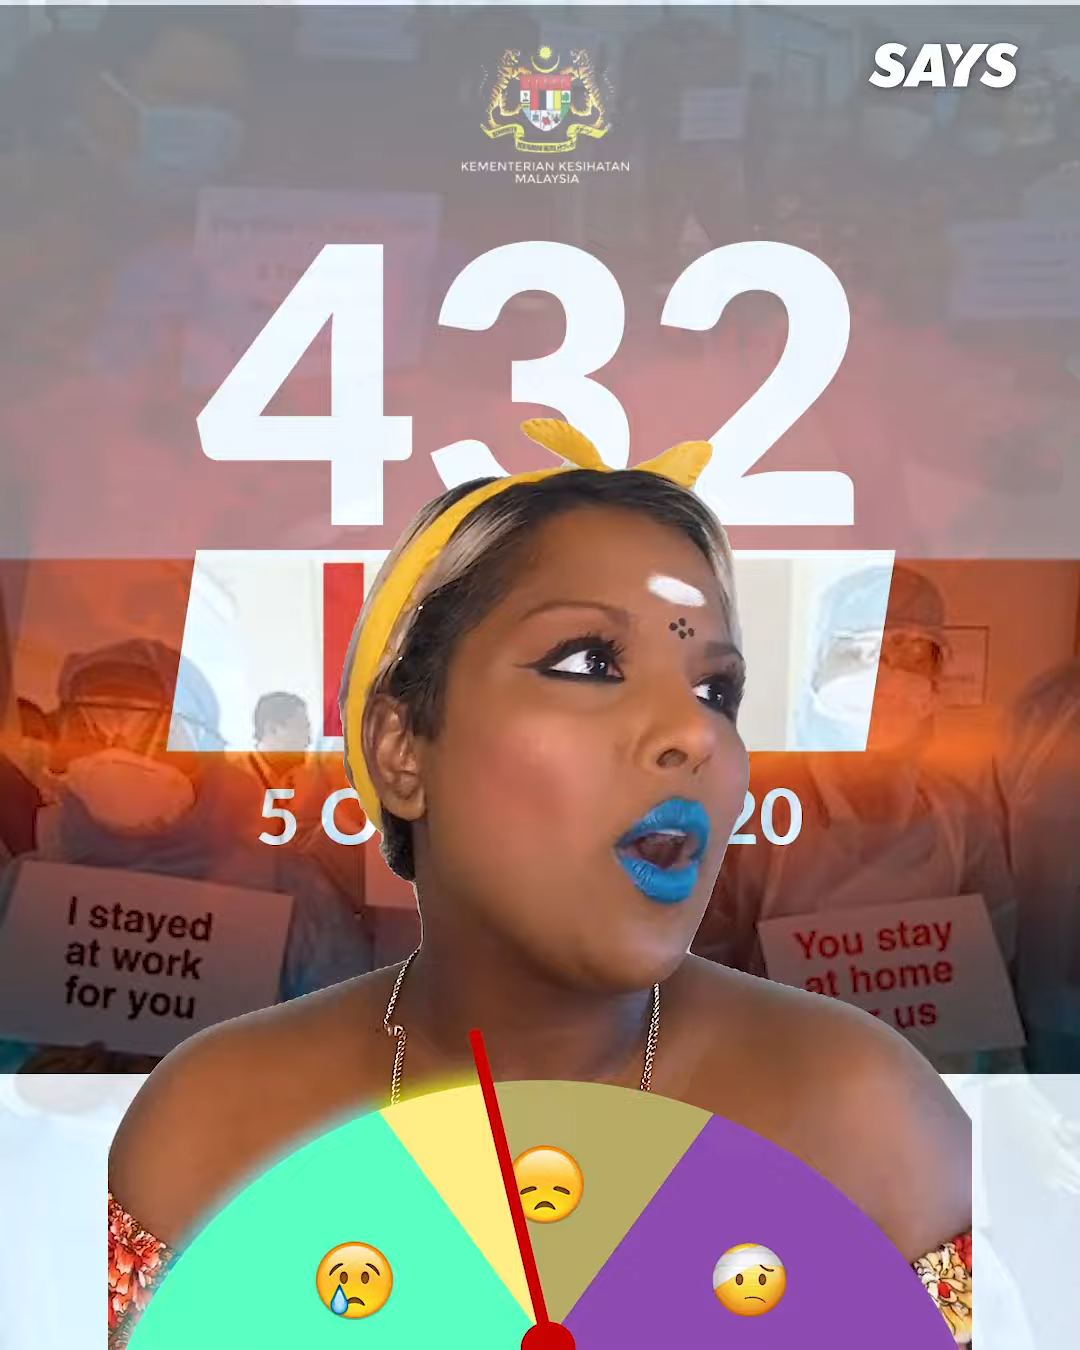 SAYS
KEMENTERIAN KESIHATAN
MALAYSIA
432
5 O
20
I stayed
at work
for you
You stay
at home
us